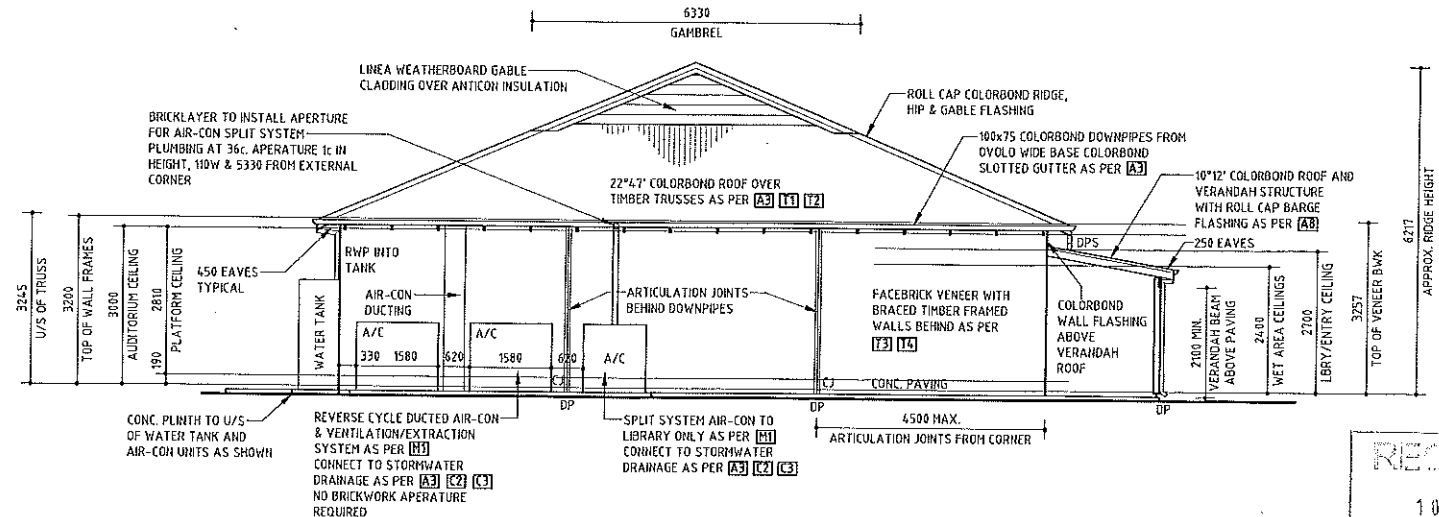 6330
GAMBREL
LINEA WEATHERBOARD GABLE
CLADDING OVER ANTICON INSULATION
ROLL CAP COLORBOND RIDGE,
HIP & GABLE FLASHING
BRICKLAYER TO INSTALL APERTURE
FOR AIR-CON SPLIT SYSTEM
PLUMBING AT 36c. APERATURE 1c IN
HEIGHT, 110W & 5330 FROM EXTERNAL
CORNER
100x75 COLORBOND DOWNPIPES FROM
OVOLO WIDE BASE COLORBOND
SLOTTED GUTTER AS PER A3
22°47' COLORBOND ROOF OVER
TIMBER TRUSSES AS PER A3 T1 T2
10°12' COLORBOND ROOF AND
VERANDAH STRUCTURE
WITH ROLL CAP BARGE
FLASHING AS PER A8
250 EAVES
DPS
3245
U/S OF TRUSS
3200
TOP OF WALL FRAMES
3000
AUDITORIUM CEILING
190
2810
PLATFORM CEILING
450 EAVES
TYPICAL
RWP INTO
TANK
WATER TANK
AIR-CON
DUCTING
A/C
A/C
A/C
330
1580
620
1580
620
ARTICULATION JOINTS
BEHIND DOWNPIPES
FACEBRICK VENEER WITH
BRACED TIMBER FRAMED
WALLS BEHIND AS PER
T3 T4
COLORBOND
WALL FLASHING
ABOVE
VERANDAH
ROOF
2100 MIN.
VERANDAH BEAM
ABOVE PAVING
2400
WET AREA CEILINGS
2700
LBRY/ENTRY CEILING
3257
TOP OF VENEER BWK
6217
APPROX. RIDGE HEIGHT
CJ
CJ
CONC. PAVING
DP
DP
DP
CONC. PLINTH TO U/S
OF WATER TANK AND
AIR-CON UNITS AS SHOWN
REVERSE CYCLE DUCTED AIR-CON
& VENTILATION/EXTRACTION
SYSTEM AS PER M1
CONNECT TO STORMWATER
DRAINAGE AS PER A3 C2 C3
NO BRICKWORK APERATURE
REQUIRED
SPLIT SYSTEM AIR-CON TO
LIBRARY ONLY AS PER M1
CONNECT TO STORMWATER
DRAINAGE AS PER A3 C2 C3
4500 MAX.
ARTICULATION JOINTS FROM CORNER
10